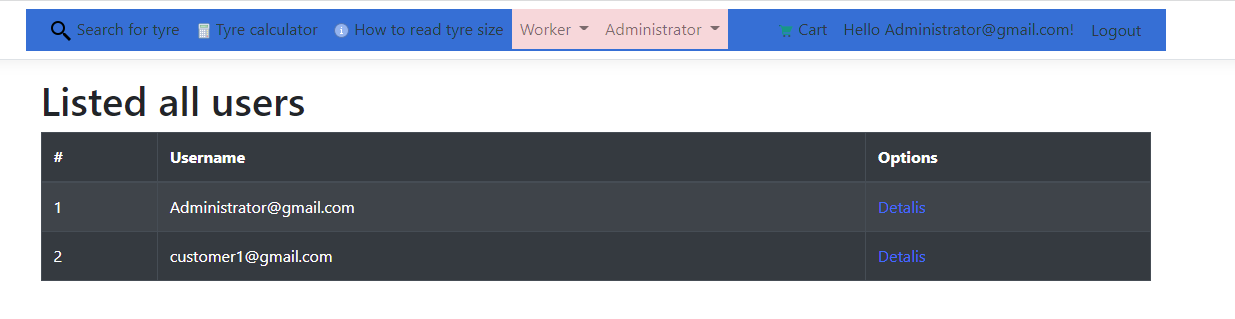 Search for tyre Tyre calculator How to read tyre size Worker Administrator Cart Hello Administrator@gmail.com! Logout
Listed all users
# Username Options
1 Administrator@gmail.com Detalis
2 customer1@gmail.com Detalis